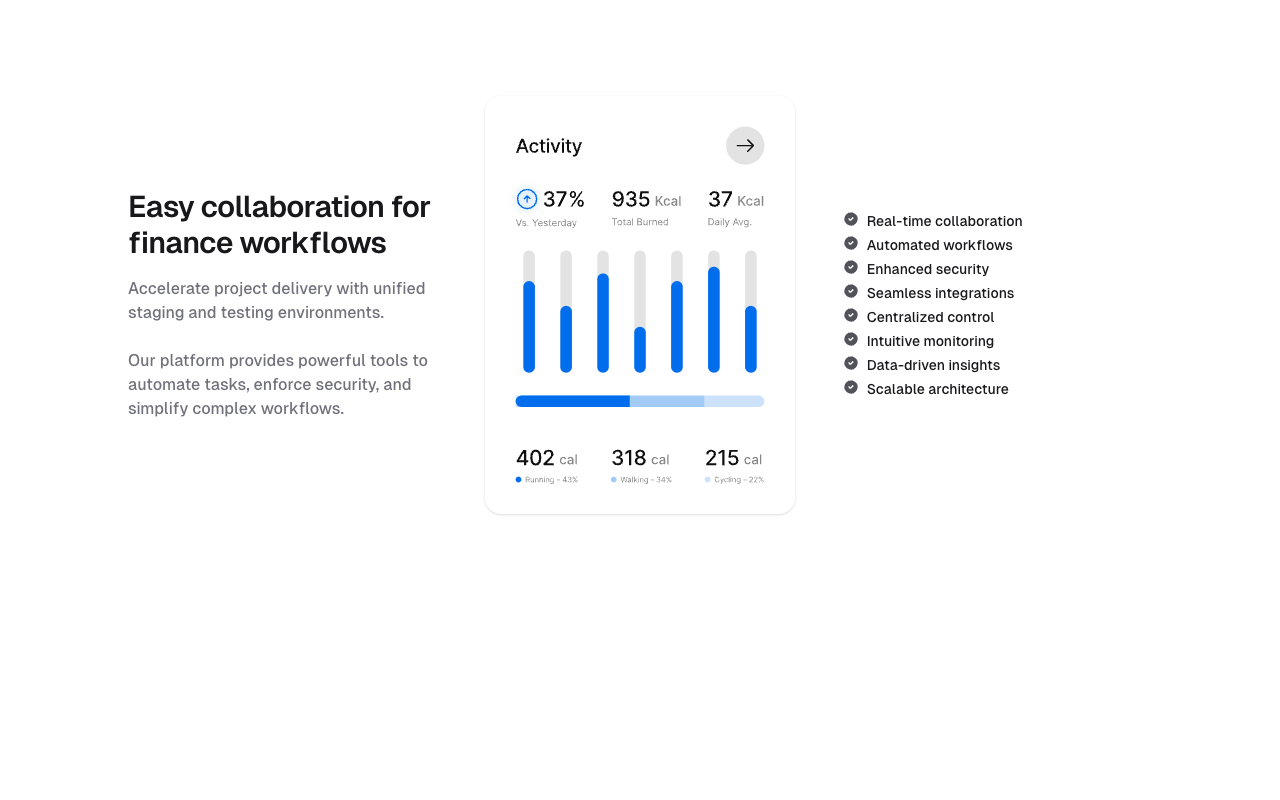 Easy collaboration for
finance workflows
Accelerate project delivery with unified
staging and testing environments.
Our platform provides powerful tools to
automate tasks, enforce security, and
simplify complex workflows.
Activity
37% 935 Kcal 37 Kcal
Vs. Yesterday Total Burned Daily Avg.
402 cal 318 cal 215 cal
Running - 43% Walking - 34% Cycling - 22%
Real-time collaboration
Automated workflows
Enhanced security
Seamless integrations
Centralized control
Intuitive monitoring
Data-driven insights
Scalable architecture